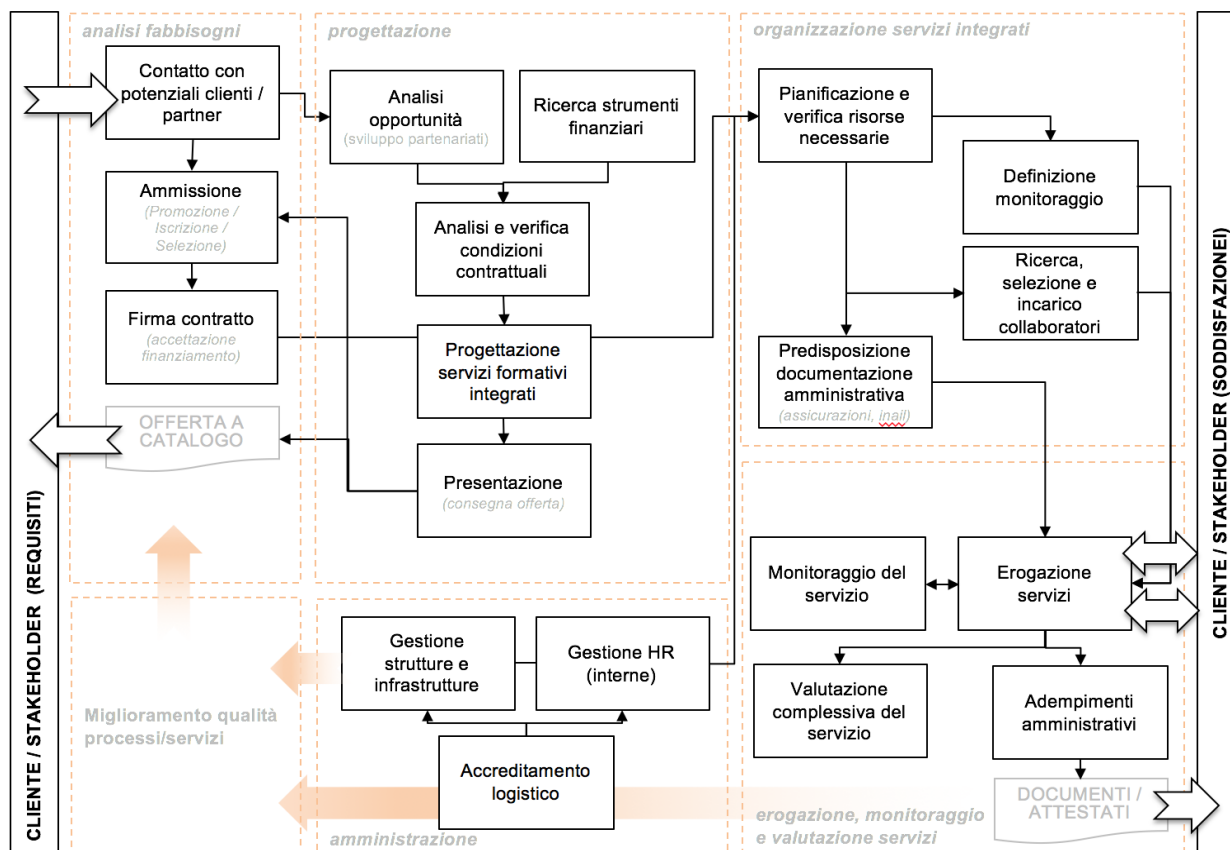 CLIENTE / STAKEHOLDER (REQUISITI)
analisi fabbisogni
Contatto con
potenziali clienti /
partner
Ammissione
(Promozione /
Iscrizione /
Selezione)
Firma contratto
(accettazione
finanziamento)
OFFERTA A
CATALOGO
progettazione
Analisi
opportunità
(sviluppo partenariati)
Ricerca strumenti
finanziari
Analisi e verifica
condizioni
contrattuali
Progettazione
servizi formativi
integrati
Presentazione
(consegna offerta)
organizzazione servizi integrati
Pianificazione e
verifica risorse
necessarie
Definizione
monitoraggio
Ricerca,
selezione e
incarico
collaboratori
Predisposizione
documentazione
amministrativa
(assicurazioni, inail)
Monitoraggio del
servizio
Erogazione
servizi
Valutazione
complessiva del
servizio
Adempimenti
amministrativi
DOCUMENTI /
ATTESTATI
erogazione, monitoraggio
e valutazione servizi
Gestione
strutture e
infrastrutture
Gestione HR
(interne)
Accreditamento
logistico
amministrazione
Miglioramento qualità
processi/servizi
CLIENTE / STAKEHOLDER (SODDISFAZIONEI)